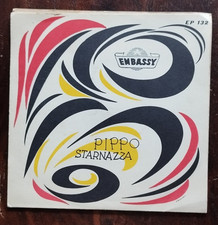 EP 132
EMBASSY
PIPPO
STARNAZZA